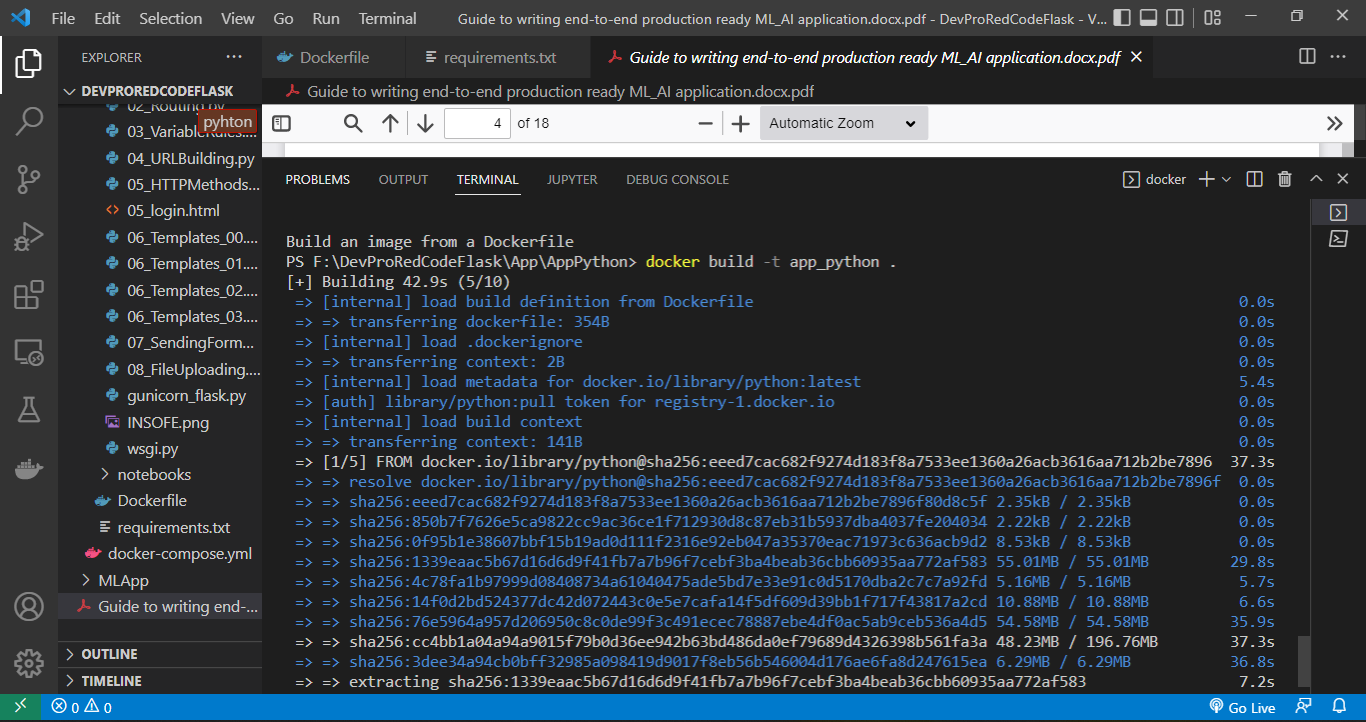 File Edit Selection View Go Run Terminal Guide to writing end-to-end production ready ML_AI application.docx.pdf - DevProRedCodeFlask - V...
EXPLORER
Dockerfile
requirements.txt
Guide to writing end-to-end production ready ML_AI application.docx.pdf
DEVPROREDCODEFLASK
02_Routing.py
pyhton
03_VariableRules....
04_URLBuilding.py
05_HTTPMethods...
05_login.html
06_Templates_00....
06_Templates_01....
06_Templates_02....
06_Templates_03....
07_SendingForm...
08_FileUploading....
gunicorn_flask.py
INSOFE.png
wsgi.py
notebooks
Dockerfile
requirements.txt
docker-compose.yml
MLApp
Guide to writing end-...
OUTLINE
TIMELINE
Guide to writing end-to-end production ready ML_AI application.docx.pdf
4 of 18
Automatic Zoom
PROBLEMS OUTPUT TERMINAL JUPYTER DEBUG CONSOLE
docker
Build an image from a Dockerfile
PS F:\DevProRedCodeFlask\App\AppPython> docker build -t app_python .
[+] Building 42.9s (5/10)
=> [internal] load build definition from Dockerfile 0.0s
=> => transferring dockerfile: 354B 0.0s
=> [internal] load .dockerignore 0.0s
=> => transferring context: 2B 0.0s
=> [internal] load metadata for docker.io/library/python:latest 5.4s
=> [auth] library/python:pull token for registry-1.docker.io 0.0s
=> [internal] load build context 0.0s
=> => transferring context: 141B 0.0s
=> [1/5] FROM docker.io/library/python@sha256:eeed7cac682f9274d183f8a7533ee1360a26acb3616aa712b2be7896 37.3s
=> => resolve docker.io/library/python@sha256:eeed7cac682f9274d183f8a7533ee1360a26acb3616aa712b2be7896f 0.0s
=> => sha256:eeed7cac682f9274d183f8a7533ee1360a26acb3616aa712b2be7896f80d8c5f 2.35kB / 2.35kB 0.0s
=> => sha256:850b7f7626e5ca9822cc9ac36ce1f712930d8c87eb31b5937dba4037fe204034 2.22kB / 2.22kB 0.0s
=> => sha256:0f95b1e38607bbf15b19ad0d111f2316e92eb047a35370eac71973c636acb9d2 8.53kB / 8.53kB 0.0s
=> => sha256:1339eaac5b67d16d6d9f41fb7a7b96f7cebf3ba4beab36cbb60935aa772af583 55.01MB / 55.01MB 29.8s
=> => sha256:4c78fa1b97999d08408734a61040475ade5bd7e33e91c0d5170dba2c7c7a92fd 5.16MB / 5.16MB 5.7s
=> => sha256:14f0d2bd524377dc42d072443c0e5e7cafa14f5df609d39bb1f717f43817a2cd 10.88MB / 10.88MB 6.6s
=> => sha256:76e5964a957d206950c8c0de99f3c491ecec78887ebe4df0ac5ab9ceb536a4d5 54.58MB / 54.58MB 35.9s
=> => sha256:cc4bb1a04a94a9015f79b0d36ee942b63bd486da0ef79689d4326398b561fa3a 48.23MB / 196.76MB 37.3s
=> => sha256:3dee34a94cb0bff32985a098419d9017f8eb56b546004d176ae6fa8d247615ea 6.29MB / 6.29MB 36.8s
=> => extracting sha256:1339eaac5b67d16d6d9f41fb7a7b96f7cebf3ba4beab36cbb60935aa772af583 7.2s
0 0
Go Live